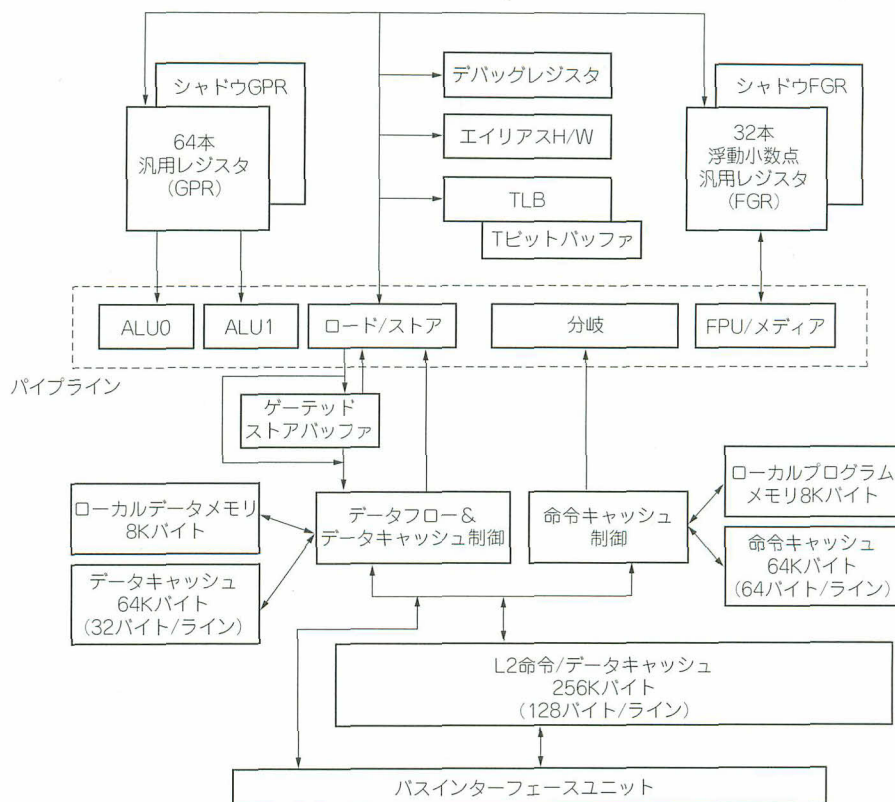 シャドウGPR
64本
汎用レジスタ
(GPR)
デバッグレジスタ
エイリアスH/W
TLB
Tビットバッファ
シャドウFGR
32本
浮動小数点
汎用レジスタ
(FGR)
ALU0
ALU1
ロード/ストア
分岐
FPU/メディア
パイプライン
ゲーテッド
ストアバッファ
ローカルデータメモリ
8Kバイト
データフロー&
データキャッシュ制御
命令キャッシュ
制御
ローカルプログラム
メモリ8Kバイト
データキャッシュ
64Kバイト
(32バイト/ライン)
命令キャッシュ
64Kバイト
(64バイト/ライン)
L2命令/データキャッシュ
256Kバイト
(128バイト/ライン)
バスインターフェースユニット